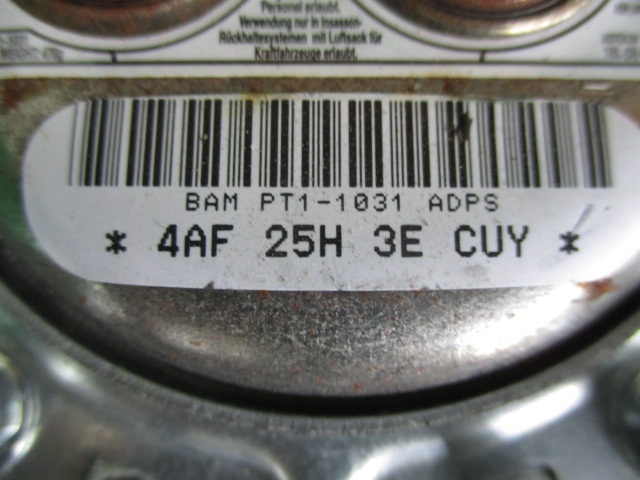 Personal erlaubt.
Verwendung nur in Insassen-
Rückhaltesystemen mit Luftsack für
Kraftfahrzeuge erlaubt.
BAM PT1-1031 ADPS
* 4AF 25H 3E CUY *